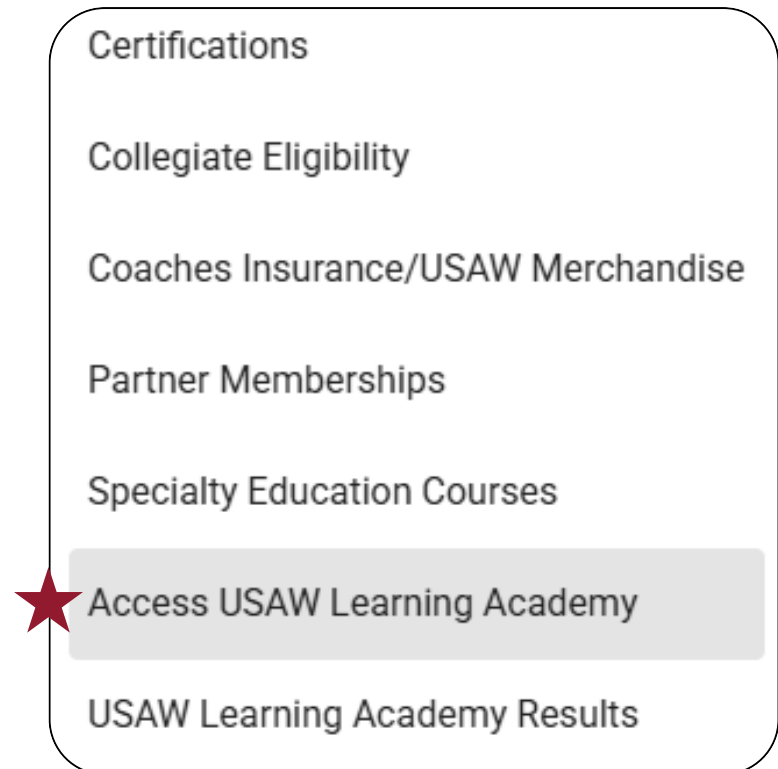 Certifications
Collegiate Eligibility
Coaches Insurance/USAW Merchandise
Partner Memberships
Specialty Education Courses
Access USAW Learning Academy
USAW Learning Academy Results